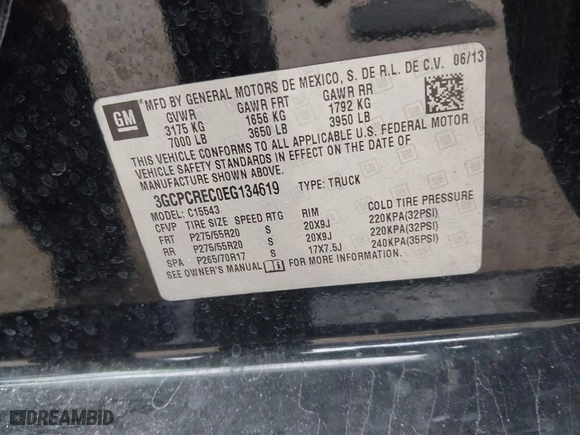 GM
MFD BY GENERAL MOTORS DE MEXICO, S. DE R.L. DE C.V. 06/13
GVWR GAWR FRT GAWR RR
3175 KG 1656 KG 1792 KG
7000 LB 3650 LB 3950 LB
THIS VEHICLE CONFORMS TO ALL APPLICABLE U.S. FEDERAL MOTOR
VEHICLE SAFETY STANDARDS IN EFFECT ON THE DATE OF
MANUFACTURE SHOWN ABOVE.
3GCPCREC0EG134619 TYPE: TRUCK
MODEL: C15543
CFVP TIRE SIZE SPEED RTG RIM COLD TIRE PRESSURE
FRT P275/55R20 S 20X9J 220KPA(32PSI)
RR P275/55R20 S 20X9J 220KPA(32PSI)
SPA P265/70R17 S 17X7.5J 240KPA(35PSI)
SEE OWNER'S MANUAL FOR MORE INFORMATION.
DREAMBID